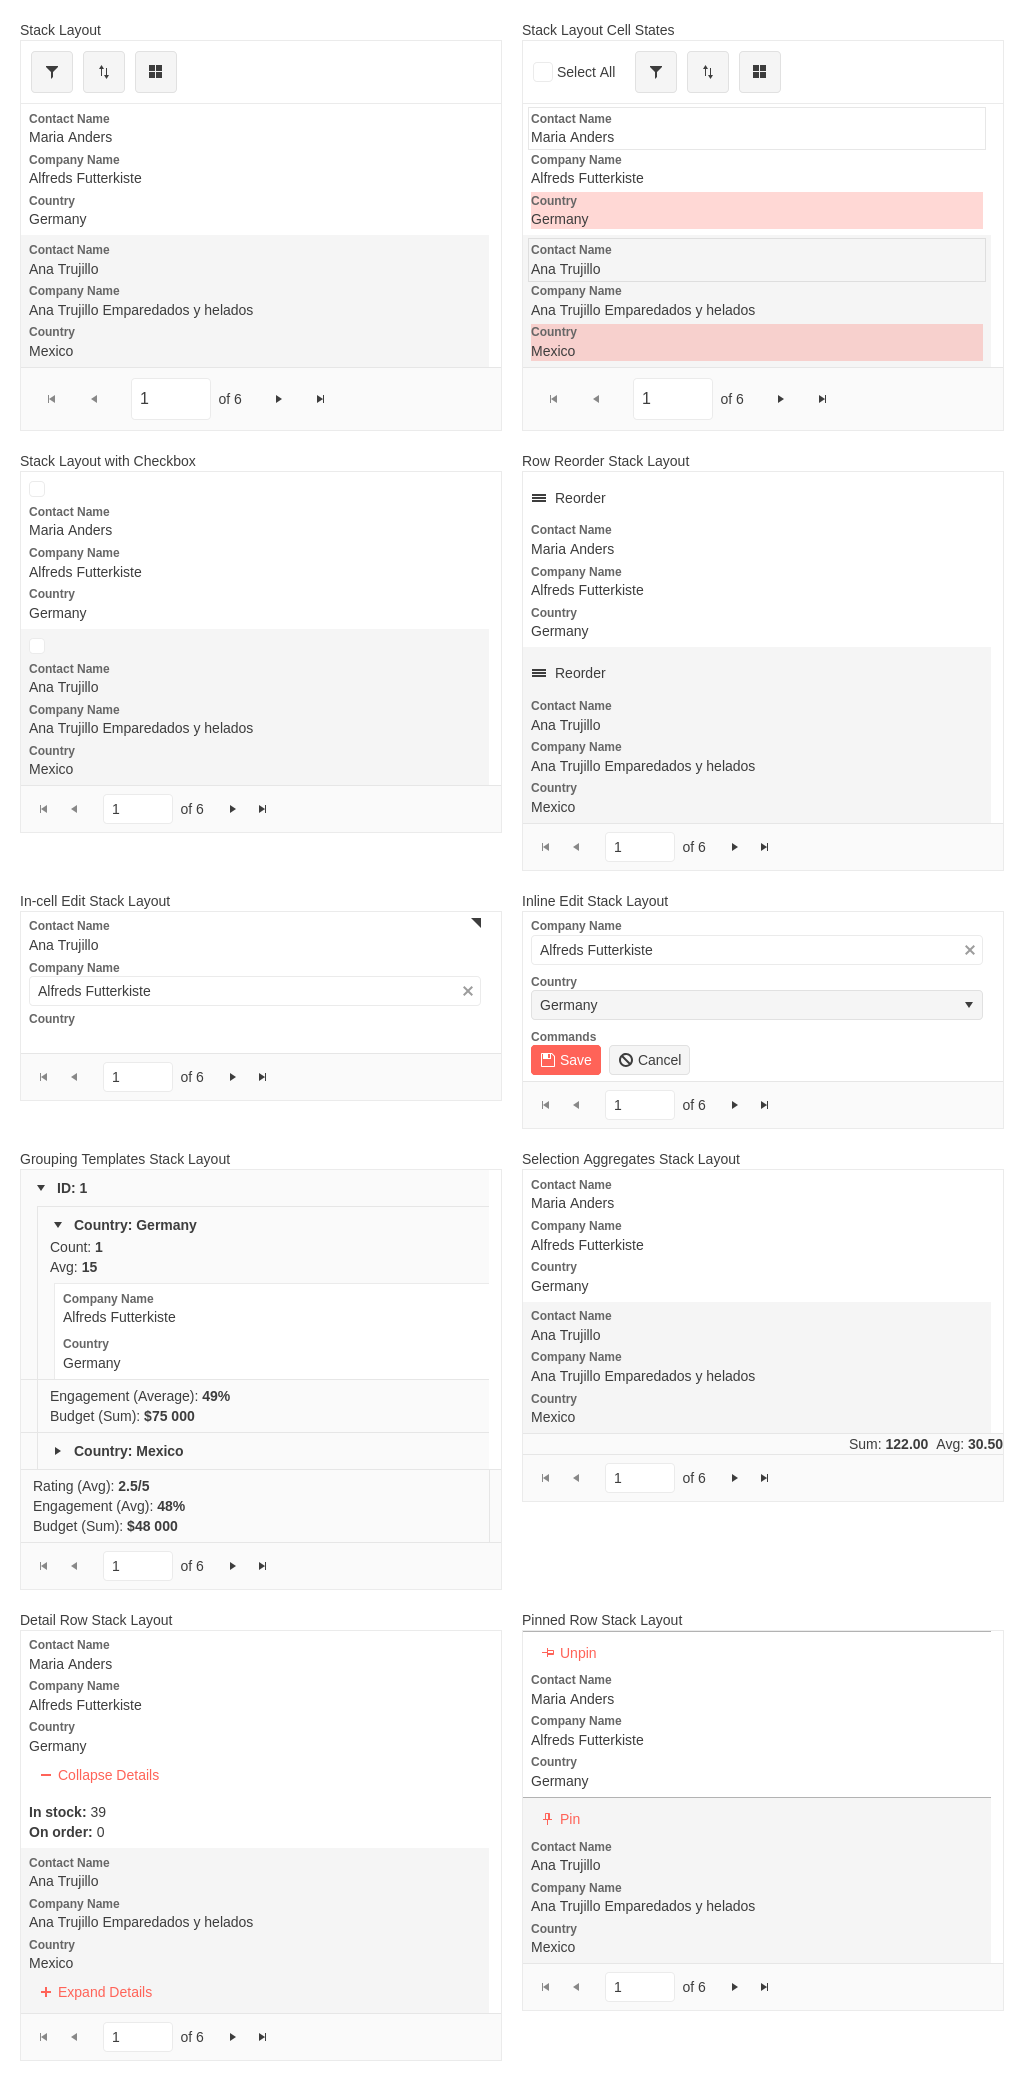 Stack Layout
Contact Name
Maria Anders
Company Name
Alfreds Futterkiste
Country
Germany
Contact Name
Ana Trujillo
Company Name
Ana Trujillo Emparedados y helados
Country
Mexico
1 of 6
Stack Layout Cell States
Select All
Contact Name
Maria Anders
Company Name
Alfreds Futterkiste
Country
Germany
Contact Name
Ana Trujillo
Company Name
Ana Trujillo Emparedados y helados
Country
Mexico
1 of 6
Stack Layout with Checkbox
Contact Name
Maria Anders
Company Name
Alfreds Futterkiste
Country
Germany
Contact Name
Ana Trujillo
Company Name
Ana Trujillo Emparedados y helados
Country
Mexico
1 of 6
Row Reorder Stack Layout
Reorder
Contact Name
Maria Anders
Company Name
Alfreds Futterkiste
Country
Germany
Reorder
Contact Name
Ana Trujillo
Company Name
Ana Trujillo Emparedados y helados
Country
Mexico
1 of 6
In-cell Edit Stack Layout
Contact Name
Ana Trujillo
Company Name
Alfreds Futterkiste
Country
1 of 6
Inline Edit Stack Layout
Company Name
Alfreds Futterkiste
Country
Germany
Commands
Save Cancel
1 of 6
Grouping Templates Stack Layout
ID: 1
Country: Germany
Count: 1
Avg: 15
Company Name
Alfreds Futterkiste
Country
Germany
Engagement (Average): 49%
Budget (Sum): $75 000
Country: Mexico
Rating (Avg): 2.5/5
Engagement (Avg): 48%
Budget (Sum): $48 000
1 of 6
Selection Aggregates Stack Layout
Contact Name
Maria Anders
Company Name
Alfreds Futterkiste
Country
Germany
Contact Name
Ana Trujillo
Company Name
Ana Trujillo Emparedados y helados
Country
Mexico
Sum: 122.00 Avg: 30.50
1 of 6
Detail Row Stack Layout
Contact Name
Maria Anders
Company Name
Alfreds Futterkiste
Country
Germany
Collapse Details
In stock: 39
On order: 0
Contact Name
Ana Trujillo
Company Name
Ana Trujillo Emparedados y helados
Country
Mexico
Expand Details
1 of 6
Pinned Row Stack Layout
Unpin
Contact Name
Maria Anders
Company Name
Alfreds Futterkiste
Country
Germany
Pin
Contact Name
Ana Trujillo
Company Name
Ana Trujillo Emparedados y helados
Country
Mexico
1 of 6